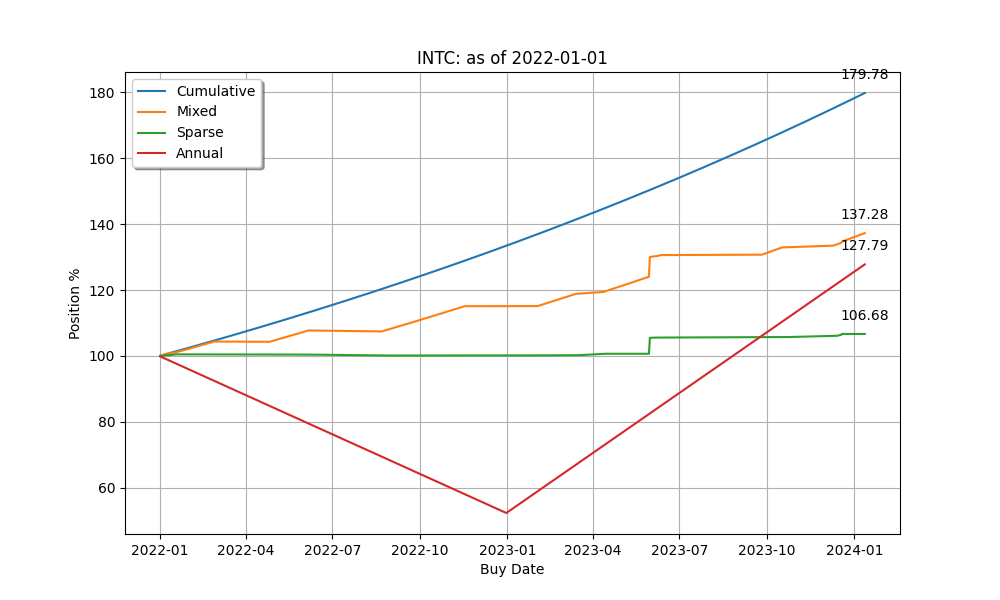 INTC: as of 2022-01-01
Cumulative
Mixed
Sparse
Annual
179.78
137.28
127.79
106.68
180
160
140
120
100
80
60
Position %
2022-01 2022-04 2022-07 2022-10 2023-01 2023-04 2023-07 2023-10 2024-01
Buy Date